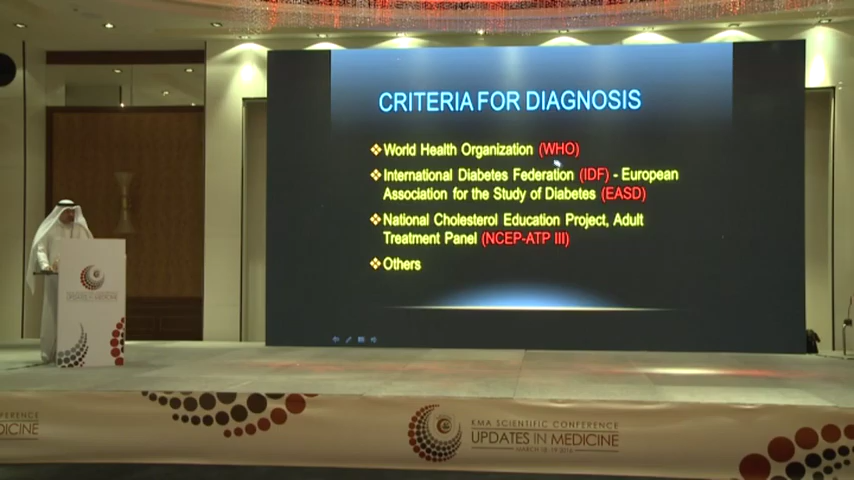 CRITERIA FOR DIAGNOSIS
❖World Health Organization (WHO)
❖International Diabetes Federation (IDF) - European
Association for the Study of Diabetes (EASD)
❖National Cholesterol Education Project, Adult
Treatment Panel (NCEP-ATP III)
❖Others
UPDATES IN MEDICINE
FERENCE
DICINE
KMA SCIENTIFIC CONFERENCE
UPDATES IN MEDICINE